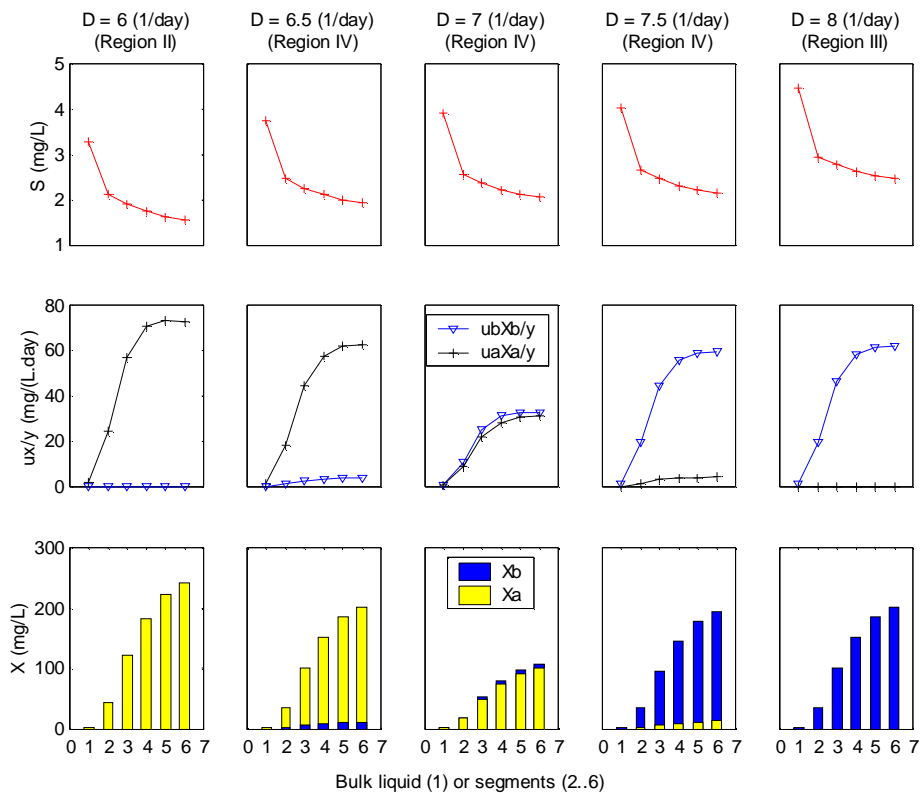 D = 6 (1/day) D = 6.5 (1/day) D = 7 (1/day) D = 7.5 (1/day) D = 8 (1/day)
(Region II) (Region IV) (Region IV) (Region IV) (Region III)
5
4
3
2
1
S (mg/L)
80
60
40
20
0
ux/y (mg/(L.day)
ubXb/y
uaXa/y
300
200
100
0
X (mg/L)
Xb
Xa
0 1 2 3 4 5 6 7 0 1 2 3 4 5 6 7 0 1 2 3 4 5 6 7 0 1 2 3 4 5 6 7 0 1 2 3 4 5 6 7
Bulk liquid (1) or segments (2..6)